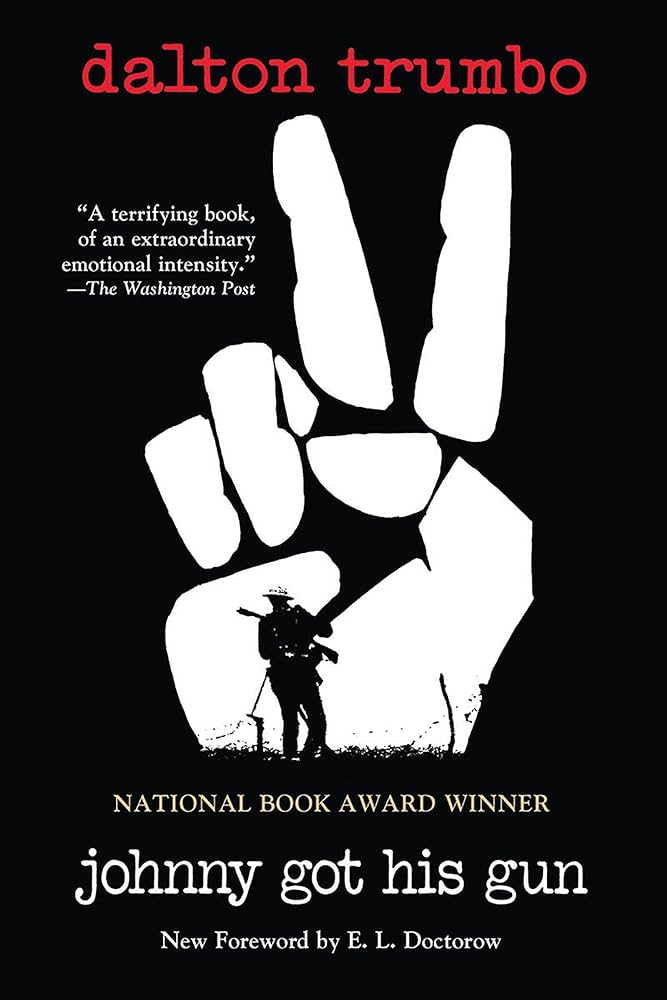 dalton trumbo
“A terrifying book,
of an extraordinary
emotional intensity.”
—The Washington Post
NATIONAL BOOK AWARD WINNER
johnny got his gun
New Foreword by E. L. Doctorow